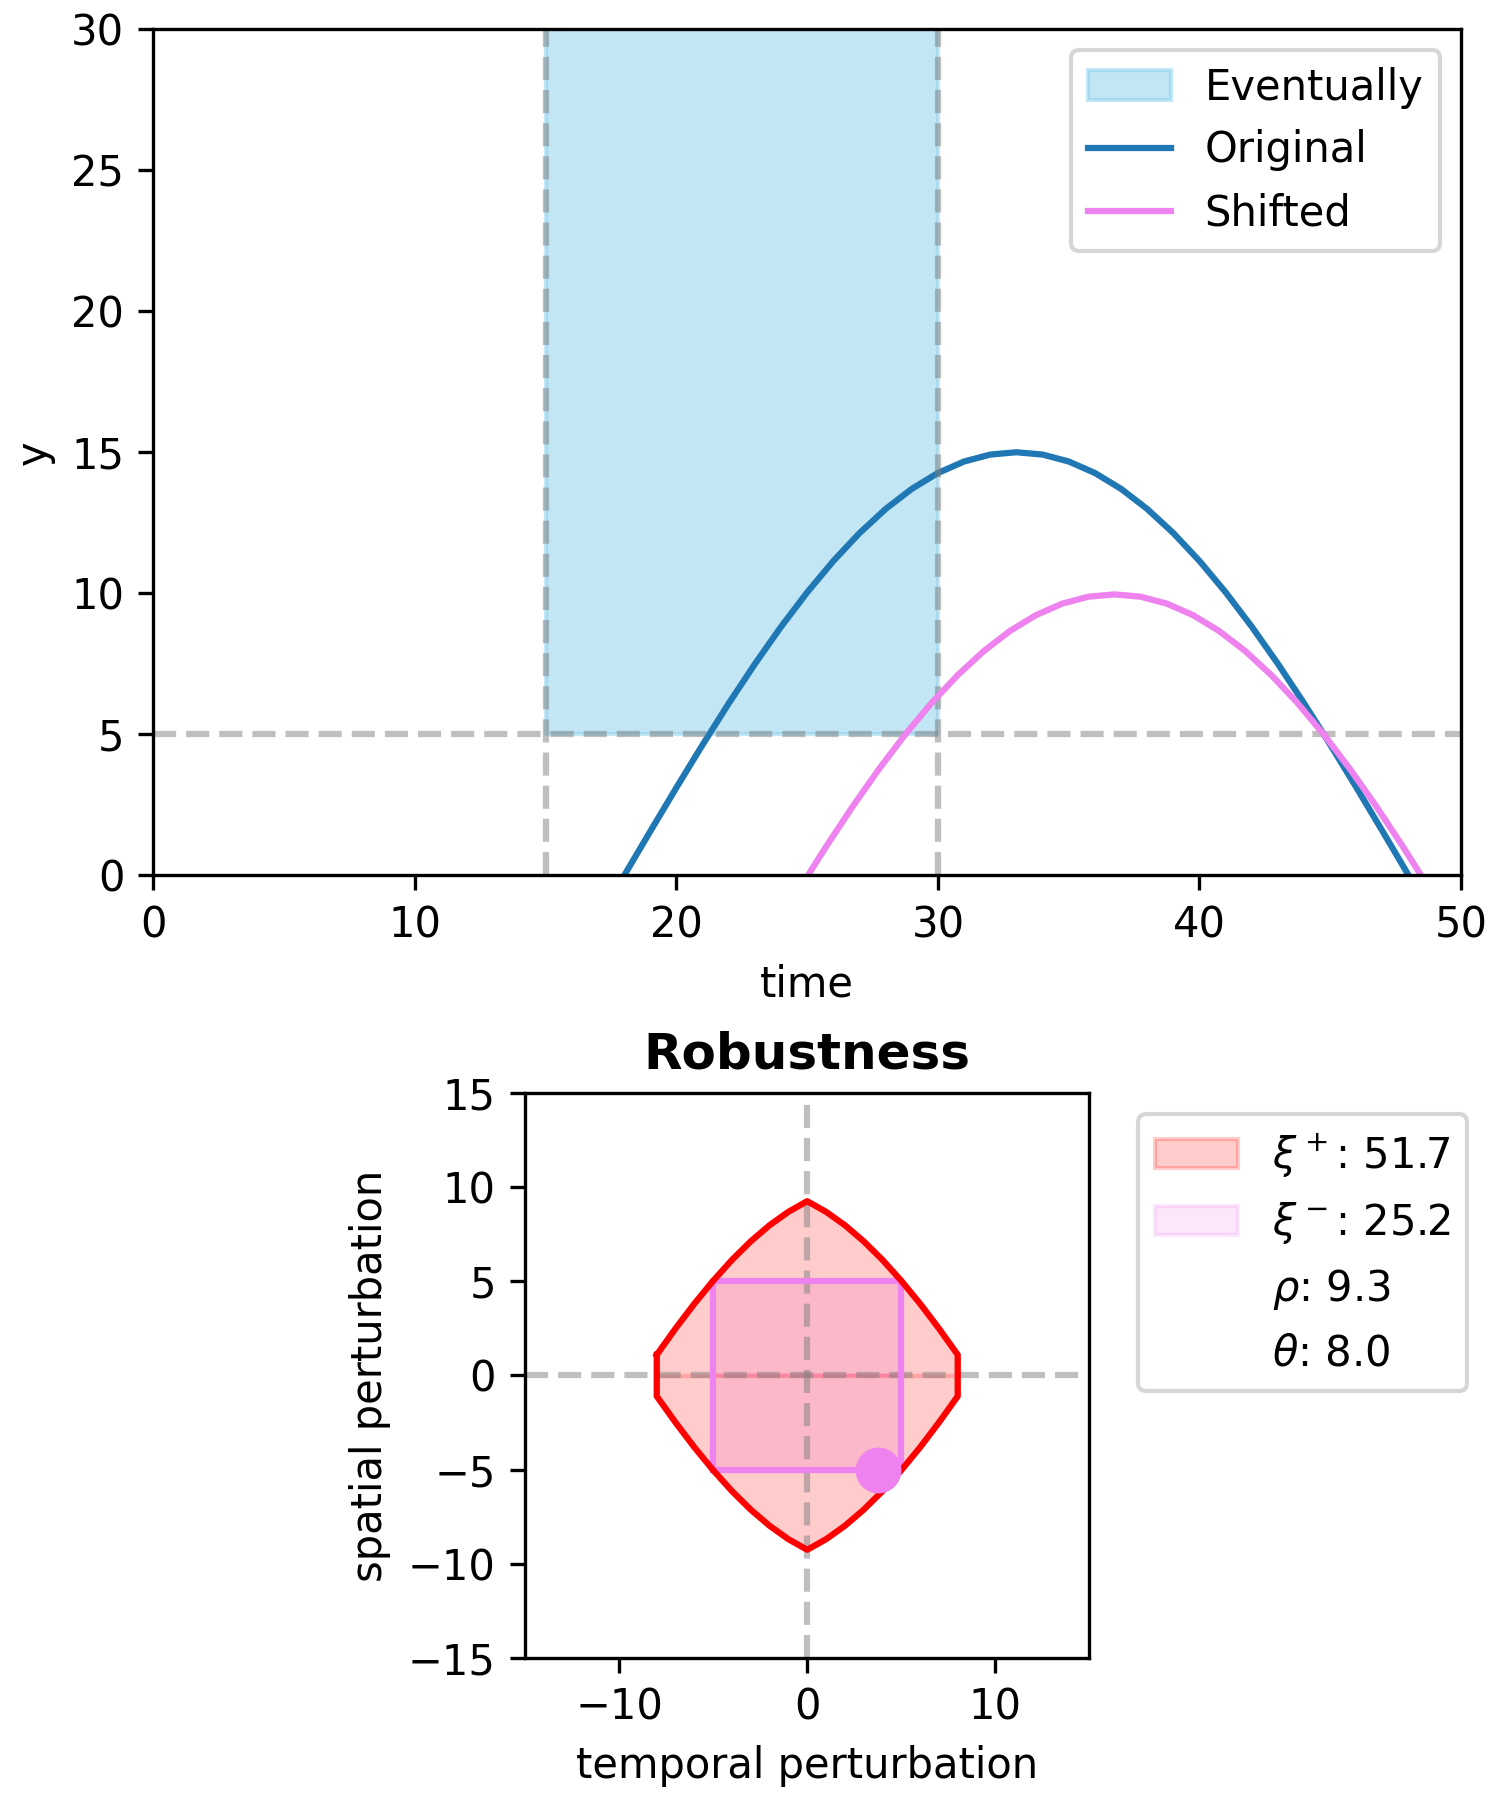 30
25
20
15
10
5
0
y
0 10 20 30 40 50
time
Eventually
Original
Shifted
Robustness
15
10
5
0
−5
−10
−15
spatial perturbation
−10 0 10
temporal perturbation
ξ⁺: 51.7
ξ⁻: 25.2
ρ: 9.3
θ: 8.0